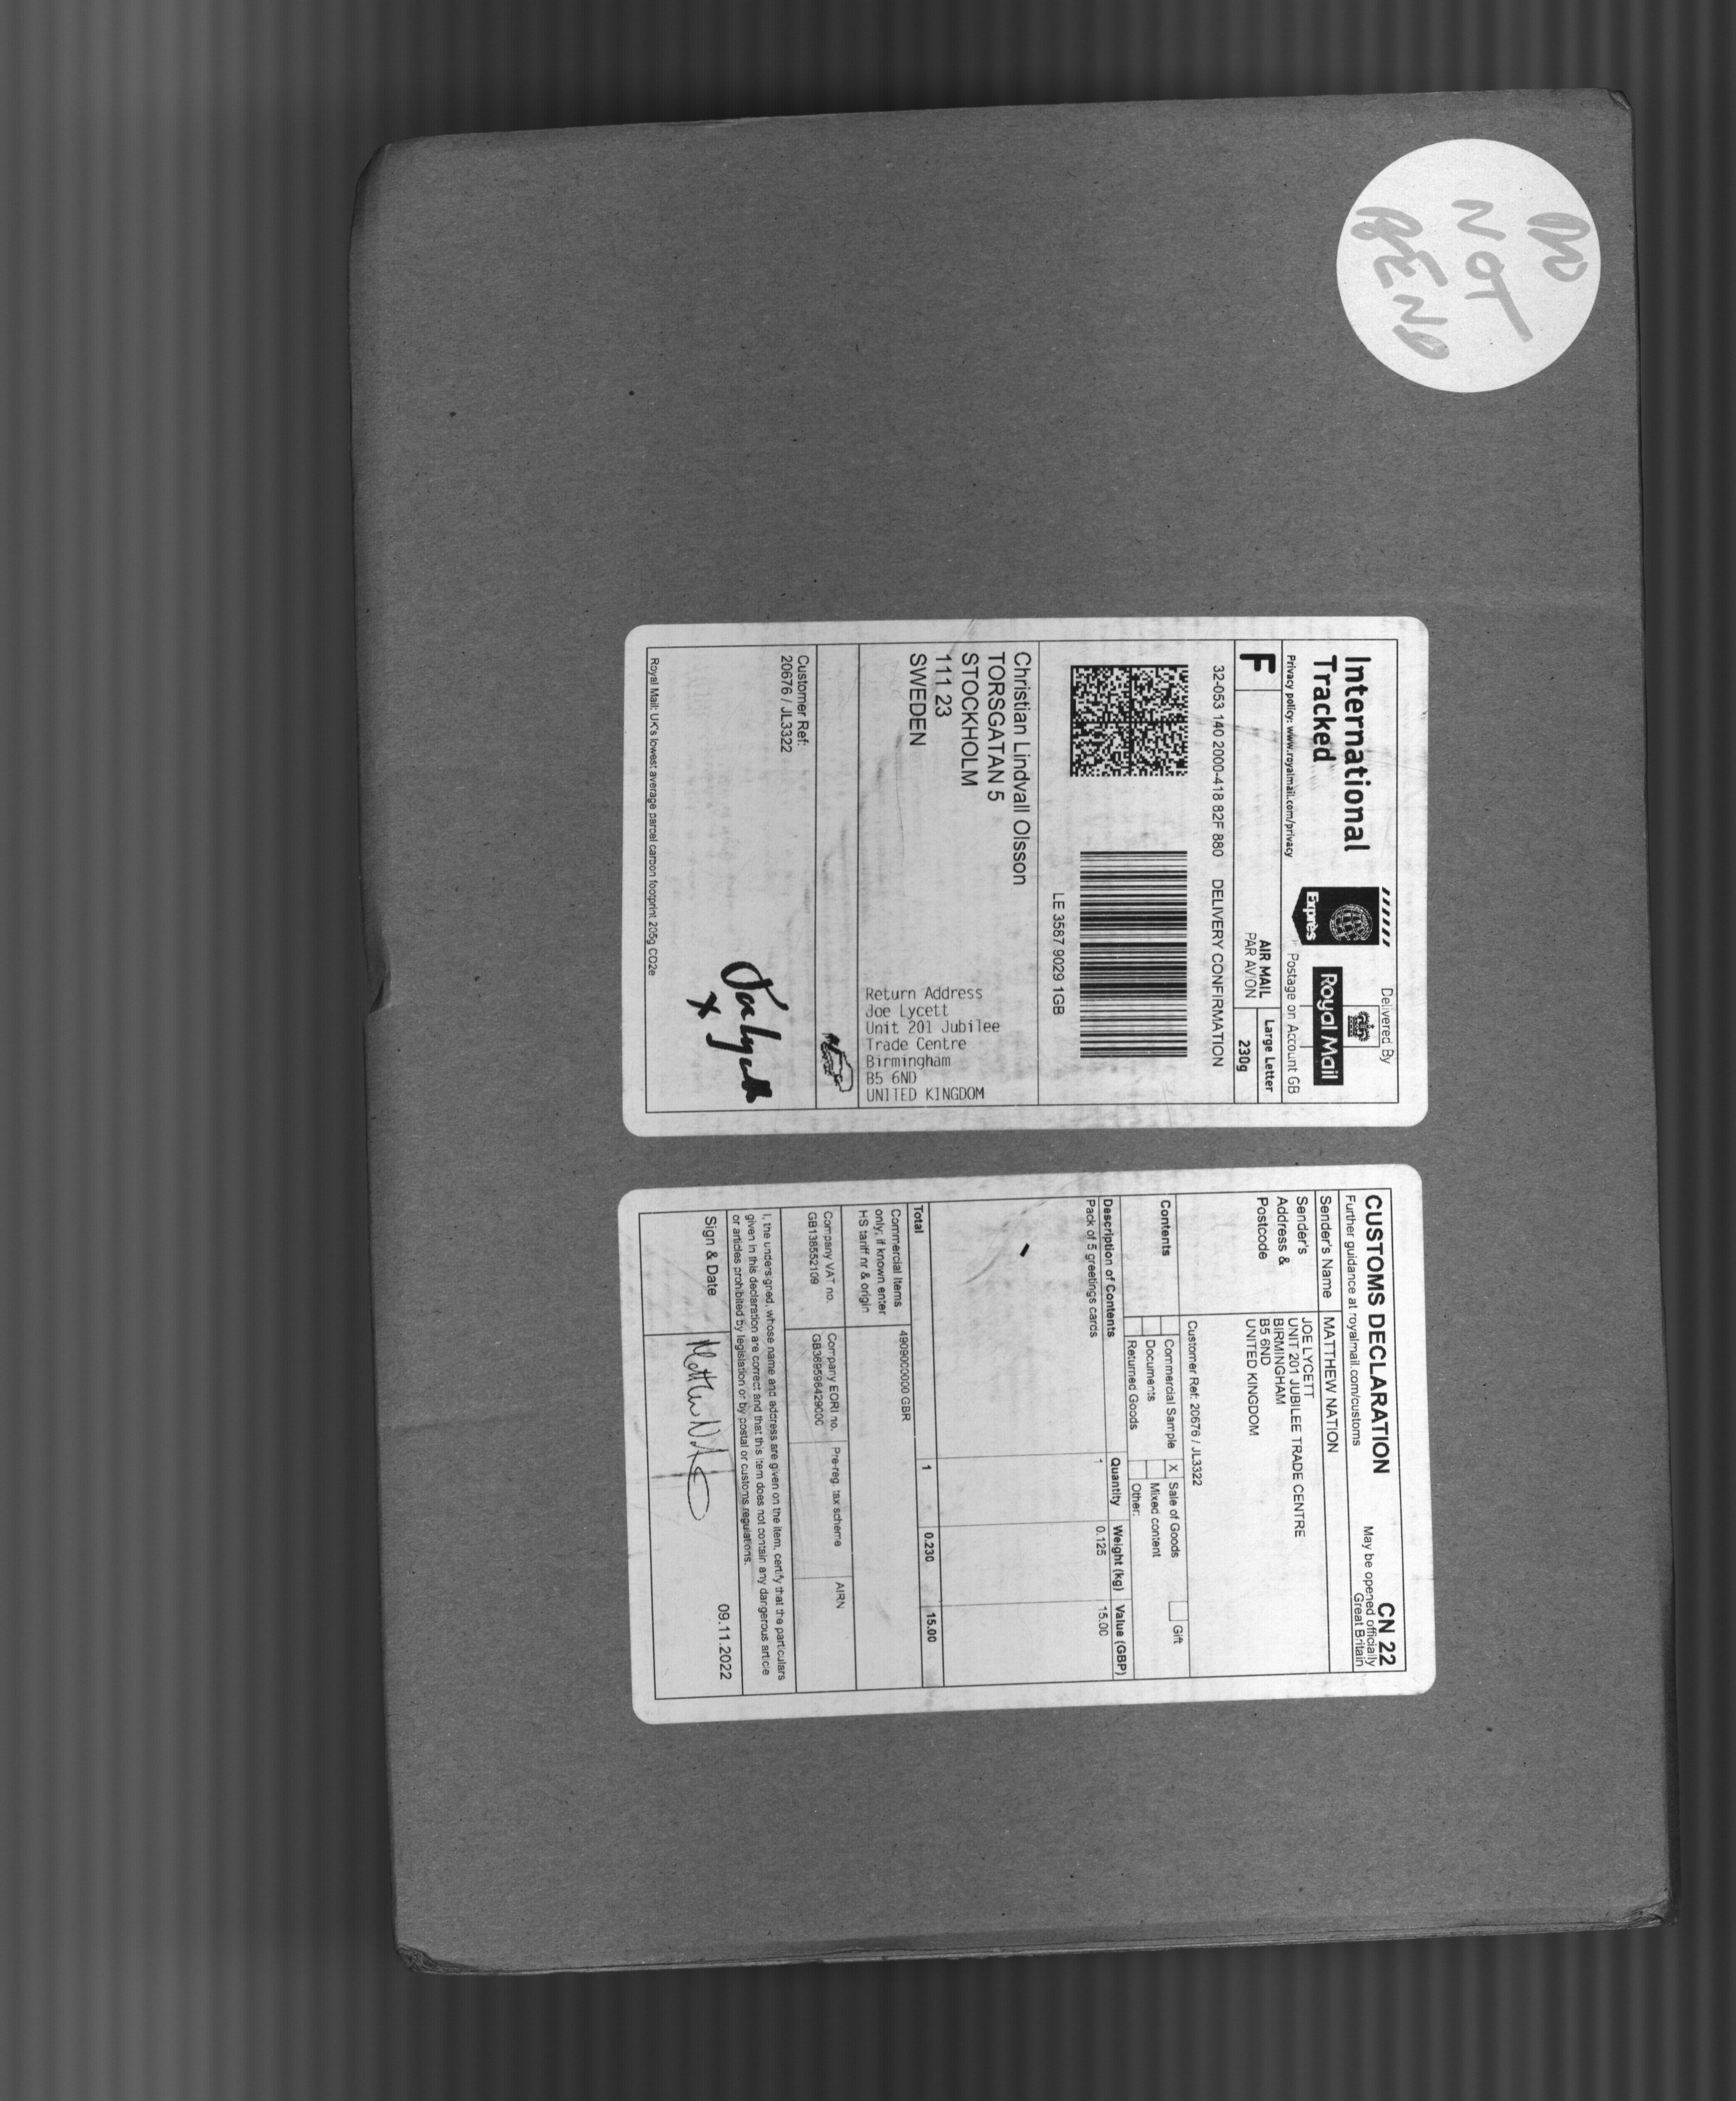 DO
NOT
BEND
International
Tracked
Privacy policy: www.royalmail.com/privacy
Exprès
Delivered By
Royal Mail
Postage on Account GB
F
AIR MAIL
PAR AVION
Large Letter
230g
32-053 140 2000-418 82F 880 DELIVERY CONFIRMATION
LE 3587 9029 1GB
Christian Lindvall Olsson
TORSGATAN 5
STOCKHOLM
111 23
SWEDEN
Return Address
Joe Lycett
Unit 201 Jubilee
Trade Centre
Birmingham
B5 6ND
UNITED KINGDOM
Customer Ref:
20676 / JL3322
Joe Lycett
x
Royal Mail: UK's lowest average parcel carbon footprint 205g CO2e
CUSTOMS DECLARATION
Further guidance at royalmail.com/customs
CN 22
May be opened officially
Great Britain
Sender's Name MATTHEW NATION
Sender's
Address &
Postcode
JOE LYCETT
UNIT 201 JUBILEE TRADE CENTRE
BIRMINGHAM
B5 6ND
UNITED KINGDOM
Customer Ref: 20676 / JL3322
Contents
Commercial Sample X Sale of Goods Gift
Documents Mixed content
Returned Goods Other:
Description of Contents Quantity Weight (kg) Value (GBP)
Pack of 5 greetings cards 1 0.125 15.00
Total 1 0.230 15.00
Commercial Items
only; if known enter
HS tariff nr & origin
4909000000 GBR
Company VAT no.
GB138552109
Company EORI no.
GB369596429000
Pre-reg. tax scheme
AIRN
I, the undersigned, whose name and address are given on the item, certify that the particulars
given in this declaration are correct and that this item does not contain any dangerous article
or articles prohibited by legislation or by postal or customs regulations.
Sign & Date
Matthew Nation
09.11.2022